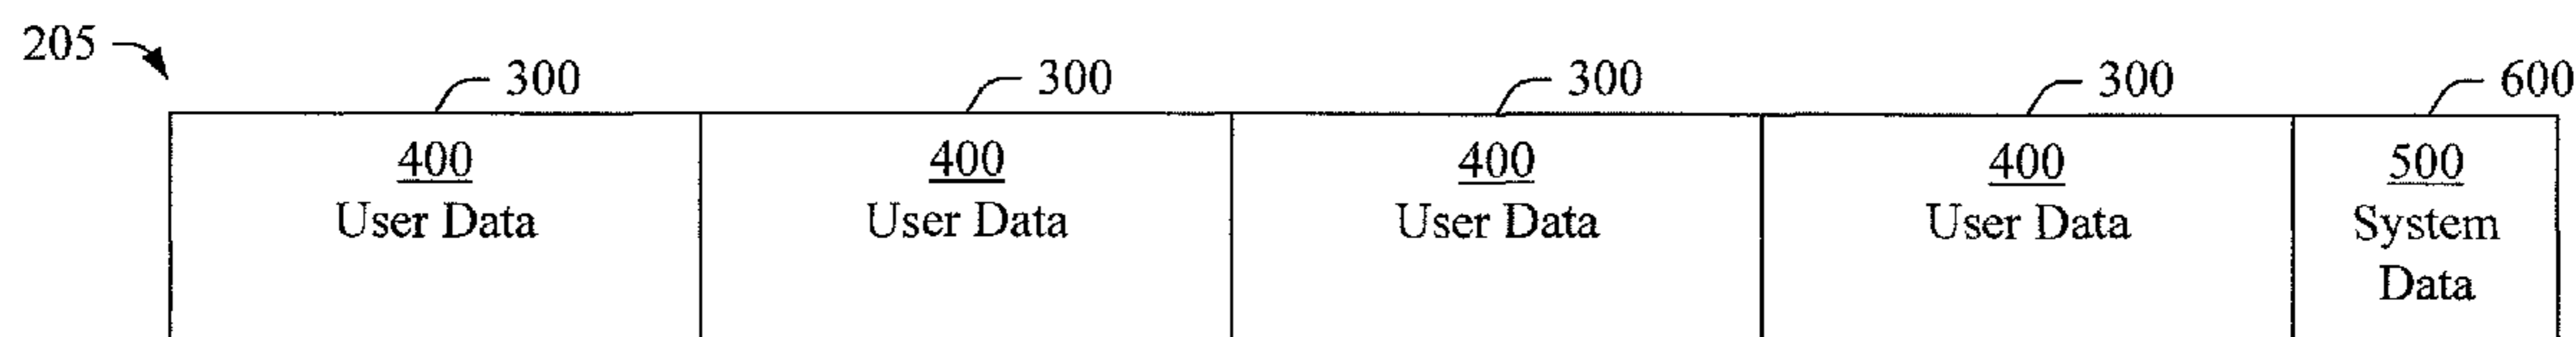 205
300 300 300 300 600
400 400 400 400 500
User Data User Data User Data User Data System
Data